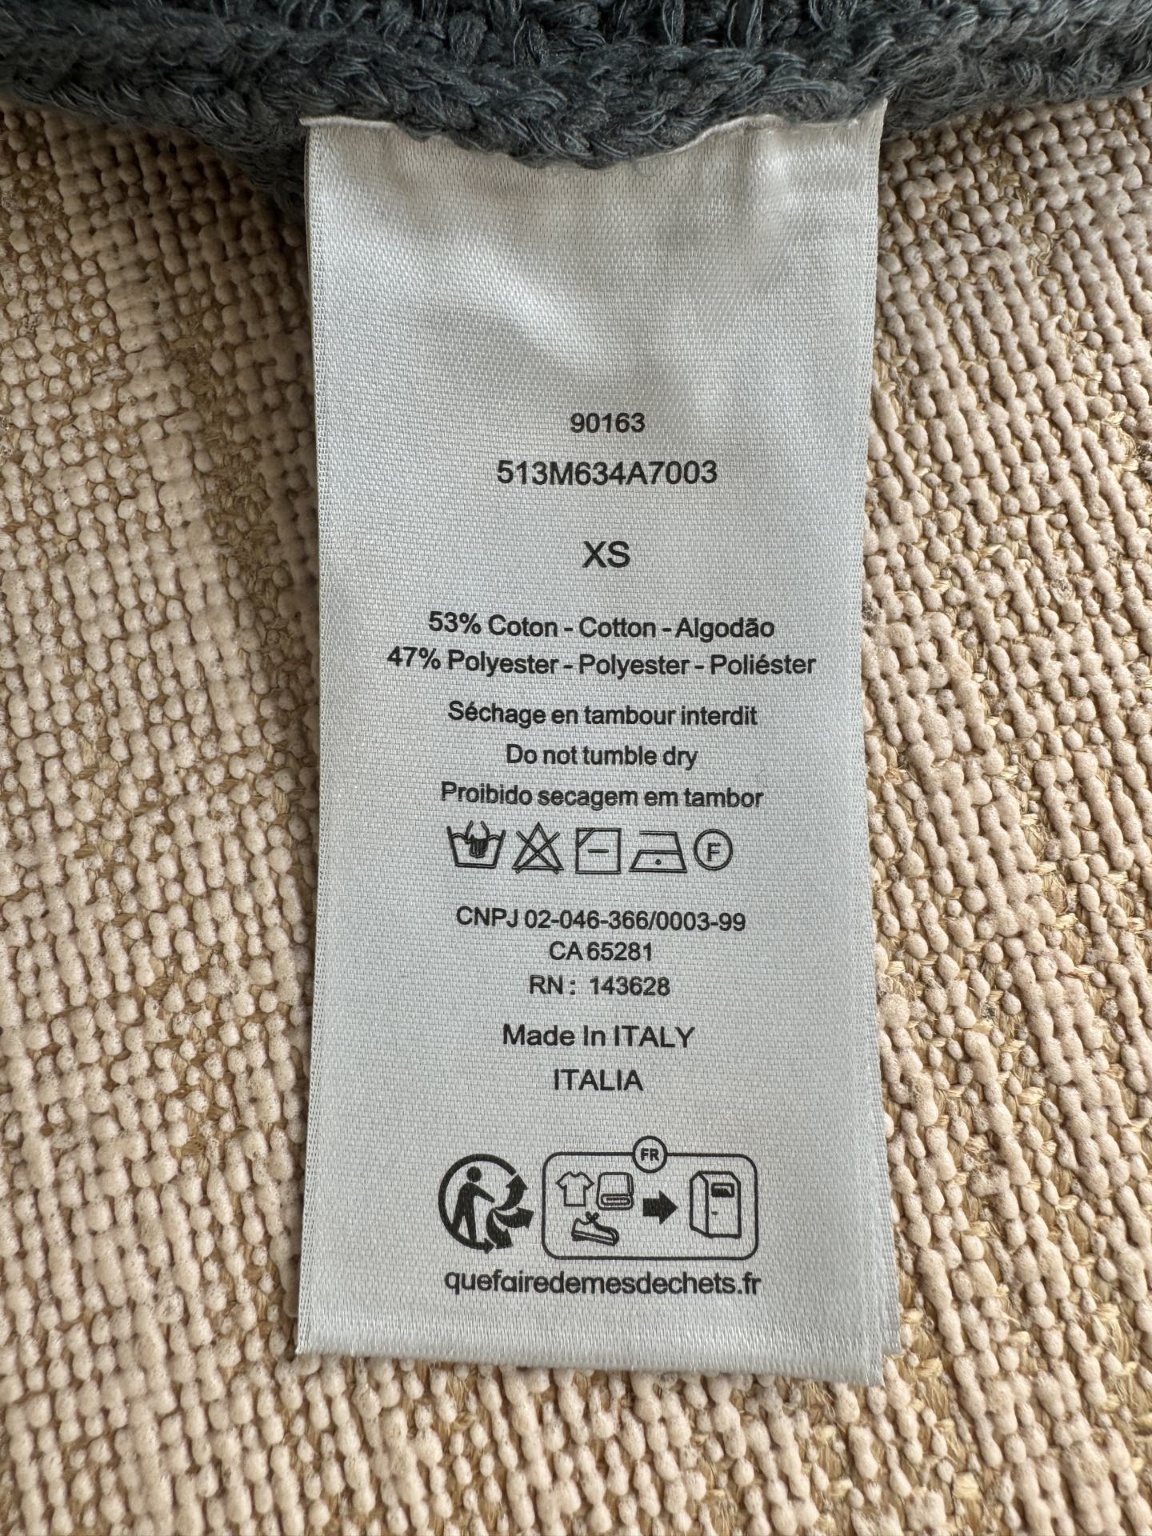 90163
513M634A7003
XS
53% Coton - Cotton - Algodão
47% Polyester - Polyester - Poliéster
Séchage en tambour interdit
Do not tumble dry
Proibido secagem em tambor
F
CNPJ 02-046-366/0003-99
CA 65281
RN : 143628
Made In ITALY
ITALIA
FR
quefairedemesdechets.fr